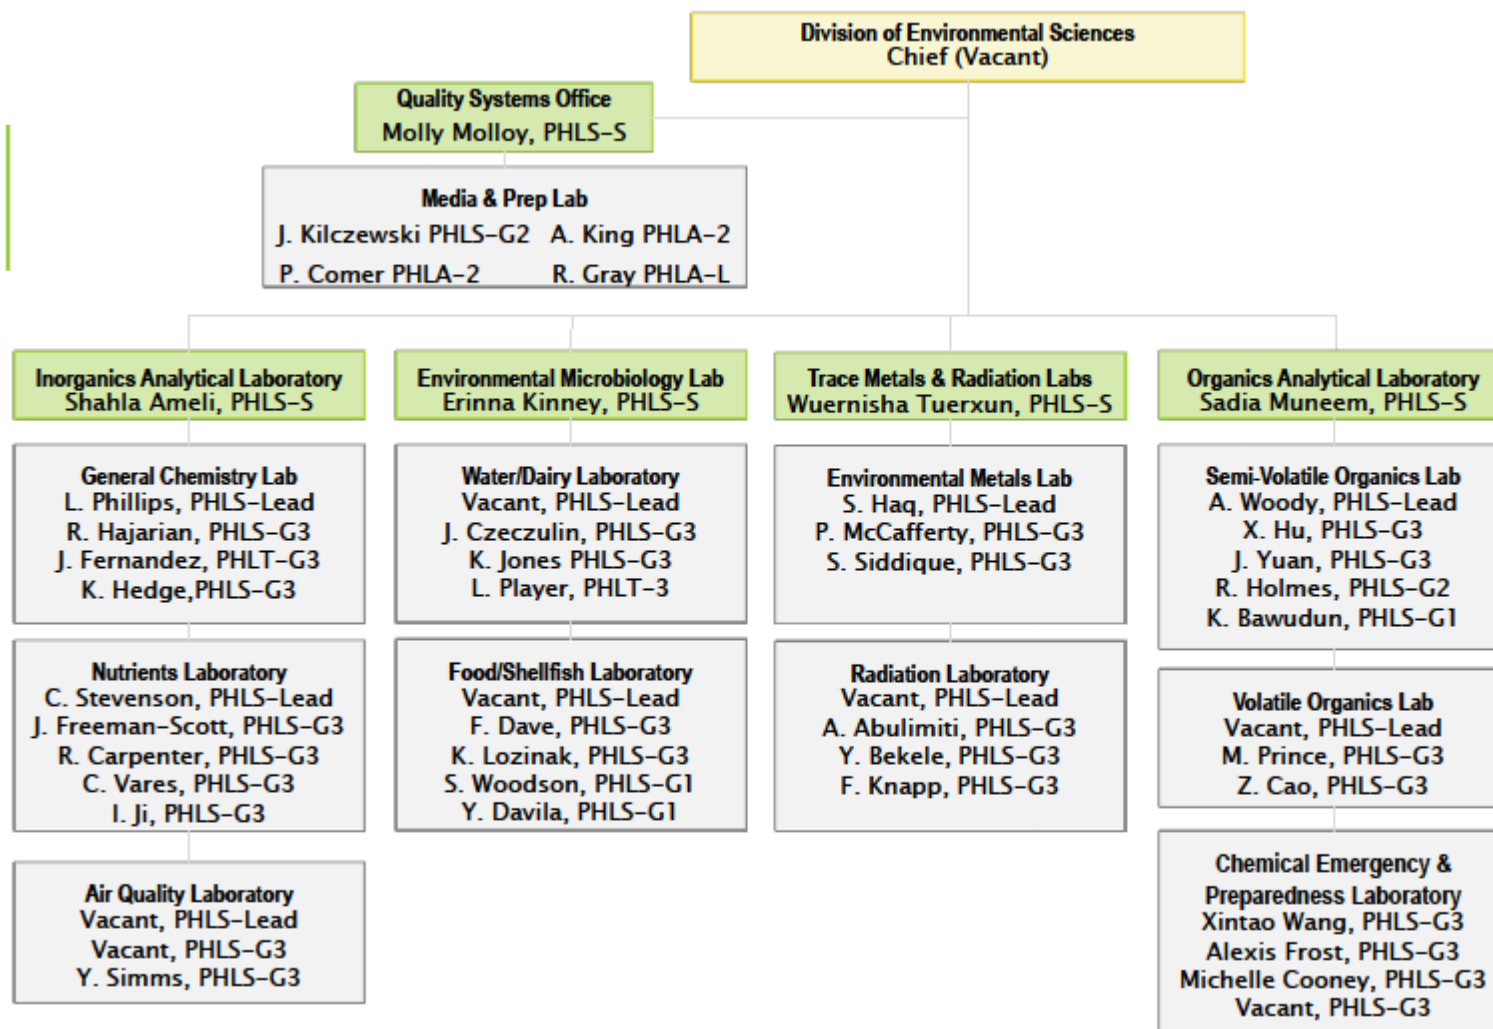 Division of Environmental Sciences
Chief (Vacant)
Quality Systems Office
Molly Molloy, PHLS-S
Media & Prep Lab
J. Kilczewski PHLS-G2 A. King PHLA-2
P. Comer PHLA-2 R. Gray PHLA-L
Inorganics Analytical Laboratory
Shahla Ameli, PHLS-S
General Chemistry Lab
L. Phillips, PHLS-Lead
R. Hajarian, PHLS-G3
J. Fernandez, PHLT-G3
K. Hedge,PHLS-G3
Nutrients Laboratory
C. Stevenson, PHLS-Lead
J. Freeman-Scott, PHLS-G3
R. Carpenter, PHLS-G3
C. Vares, PHLS-G3
I. Ji, PHLS-G3
Air Quality Laboratory
Vacant, PHLS-Lead
Vacant, PHLS-G3
Y. Simms, PHLS-G3
Environmental Microbiology Lab
Erinna Kinney, PHLS-S
Water/Dairy Laboratory
Vacant, PHLS-Lead
J. Czeczulin, PHLS-G3
K. Jones PHLS-G3
L. Player, PHLT-3
Food/Shellfish Laboratory
Vacant, PHLS-Lead
F. Dave, PHLS-G3
K. Lozinak, PHLS-G3
S. Woodson, PHLS-G1
Y. Davila, PHLS-G1
Trace Metals & Radiation Labs
Wuernisha Tuerxun, PHLS-S
Environmental Metals Lab
S. Haq, PHLS-Lead
P. McCafferty, PHLS-G3
S. Siddique, PHLS-G3
Radiation Laboratory
Vacant, PHLS-Lead
A. Abulimiti, PHLS-G3
Y. Bekele, PHLS-G3
F. Knapp, PHLS-G3
Organics Analytical Laboratory
Sadia Muneem, PHLS-S
Semi-Volatile Organics Lab
A. Woody, PHLS-Lead
X. Hu, PHLS-G3
J. Yuan, PHLS-G3
R. Holmes, PHLS-G2
K. Bawudun, PHLS-G1
Volatile Organics Lab
Vacant, PHLS-Lead
M. Prince, PHLS-G3
Z. Cao, PHLS-G3
Chemical Emergency &
Preparedness Laboratory
Xintao Wang, PHLS-G3
Alexis Frost, PHLS-G3
Michelle Cooney, PHLS-G3
Vacant, PHLS-G3